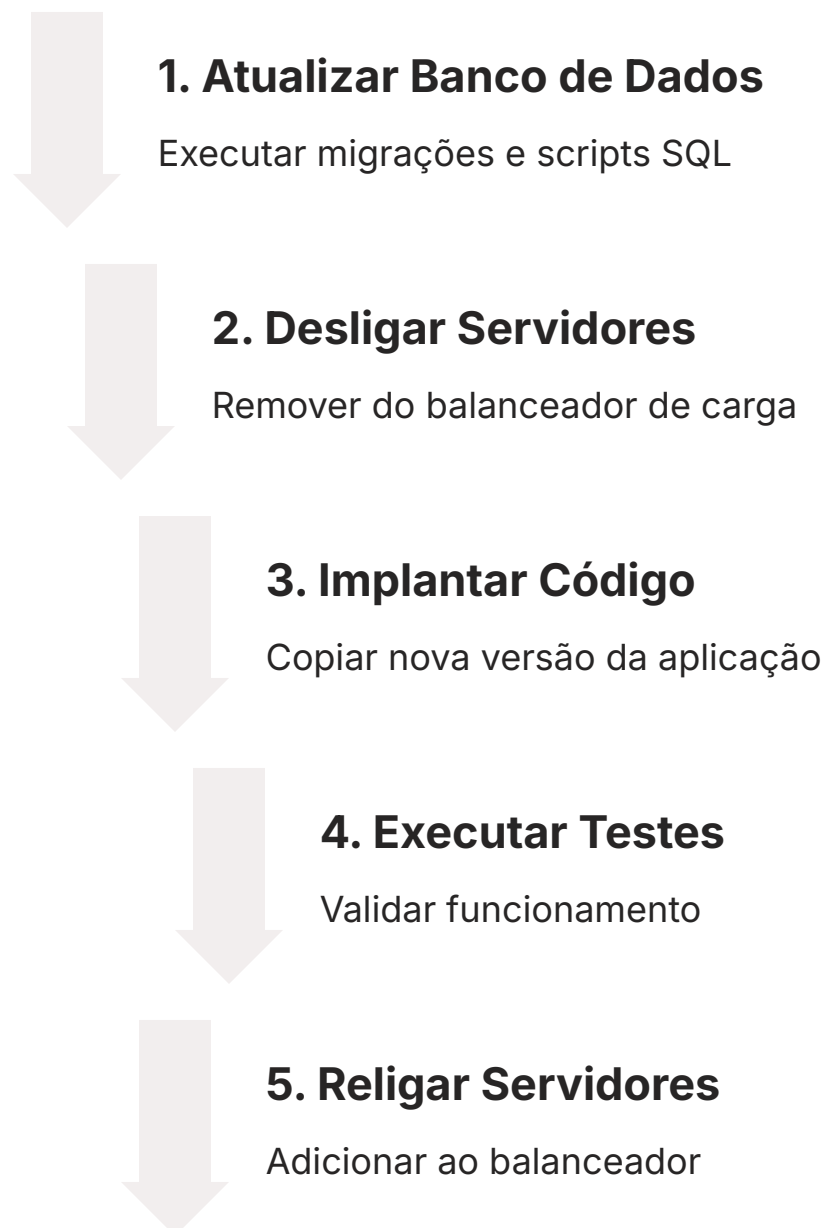 1. Atualizar Banco de Dados
Executar migrações e scripts SQL
2. Desligar Servidores
Remover do balanceador de carga
3. Implantar Código
Copiar nova versão da aplicação
4. Executar Testes
Validar funcionamento
5. Religar Servidores
Adicionar ao balanceador